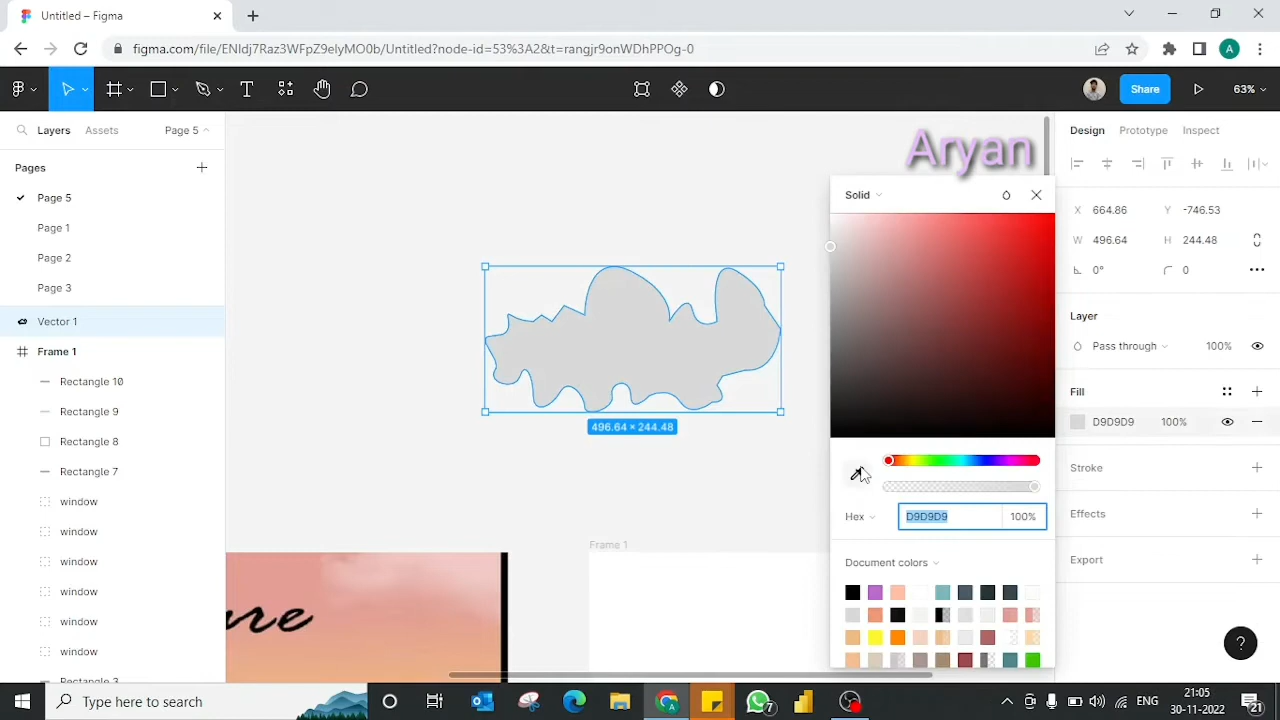 Untitled – Figma
figma.com/file/ENIdj7Raz3WFpZ9elyMO0b/Untitled?node-id=53%3A2&t=rangjr9onWDhPPOg-0
A
Share
63%
Layers
Assets
Page 5
Pages
Page 5
Page 1
Page 2
Page 3
Vector 1
Frame 1
Rectangle 10
Rectangle 9
Rectangle 8
Rectangle 7
window
window
window
window
window
window
Aryan
496.64 × 244.48
Frame 1
Solid
Hex
D9D9D9
100%
Document colors
Design
Prototype
Inspect
X 664.86
Y -746.53
W 496.64
H 244.48
0°
0
Layer
Pass through
100%
Fill
D9D9D9
100%
Stroke
Effects
Export
?
Type here to search
7
ENG
21:05
30-11-2022
21